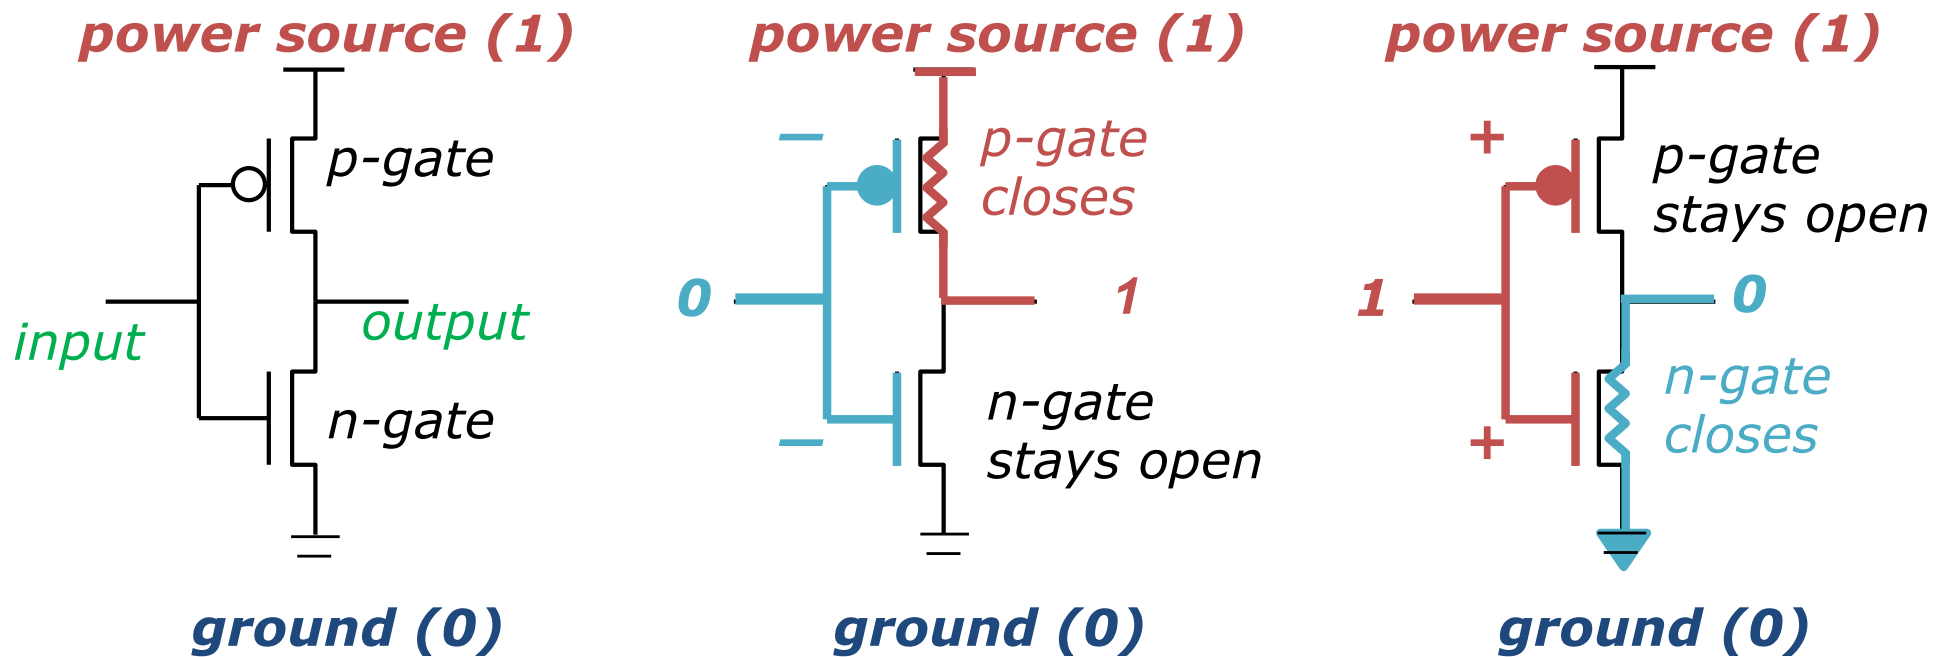 power source (1)
p-gate
input
output
n-gate
ground (0)
power source (1)
–
p-gate
closes
0
1
–
n-gate
stays open
ground (0)
power source (1)
+
p-gate
stays open
1
0
+
n-gate
closes
ground (0)